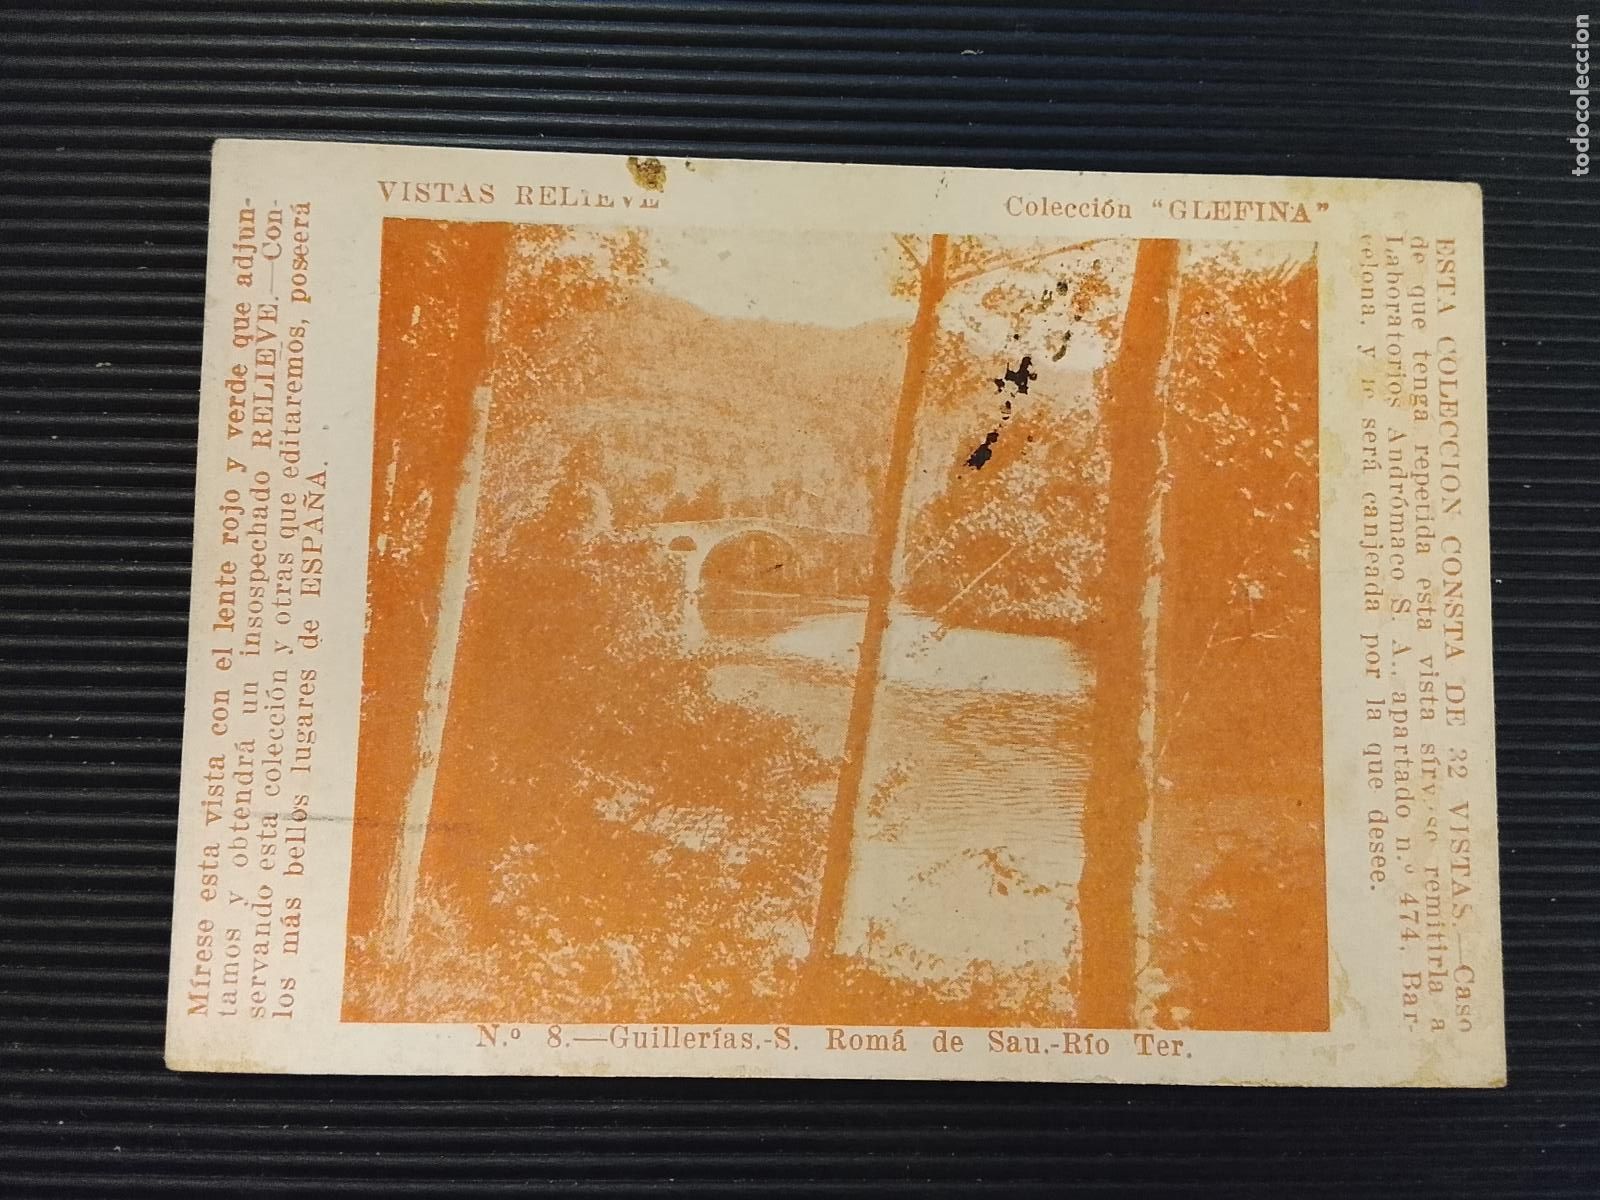 VISTAS RELIEVE
Colección "GLEFINA"
Mírese esta vista con el lente rojo y verde que adjun-
tamos y obtendrá un insospechado RELIEVE.—Con-
servando esta colección y otras que editaremos, poseerá
los más bellos lugares de ESPAÑA.
ESTA COLECCION CONSTA DE 32 VISTAS.—Caso
de que tenga repetida esta vista sírvase remitirla a
Laboratorios Andrómaco S. A., apartado n.º 474, Bar-
celona, y le será canjeada por la que desee.
N.º 8.—Guillerías.-S. Romá de Sau.-Río Ter.
todocoleccion